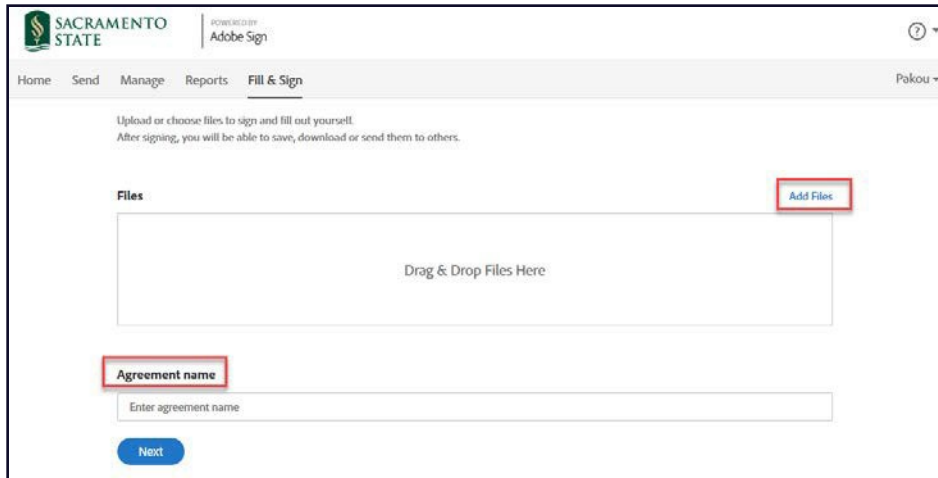 SACRAMENTO
STATE
POWERED BY
Adobe Sign
?
Home Send Manage Reports Fill & Sign Pakou
Upload or choose files to sign and fill out yourself.
After signing, you will be able to save, download or send them to others.
Files Add Files
Drag & Drop Files Here
Agreement name
Enter agreement name
Next